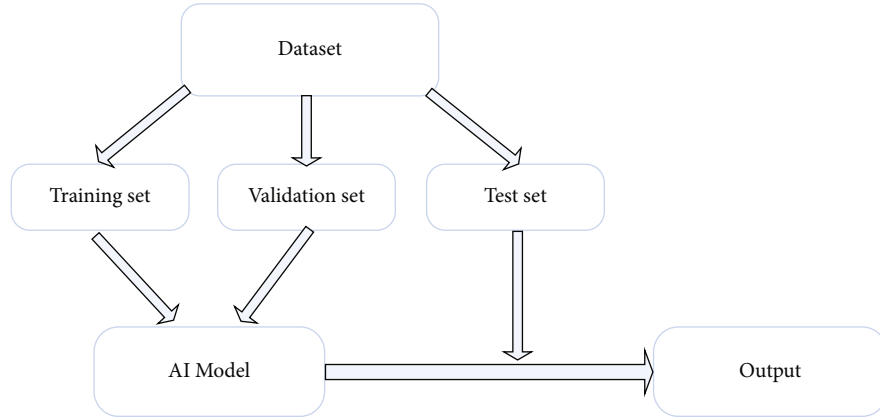 Dataset
Training set
Validation set
Test set
AI Model
Output